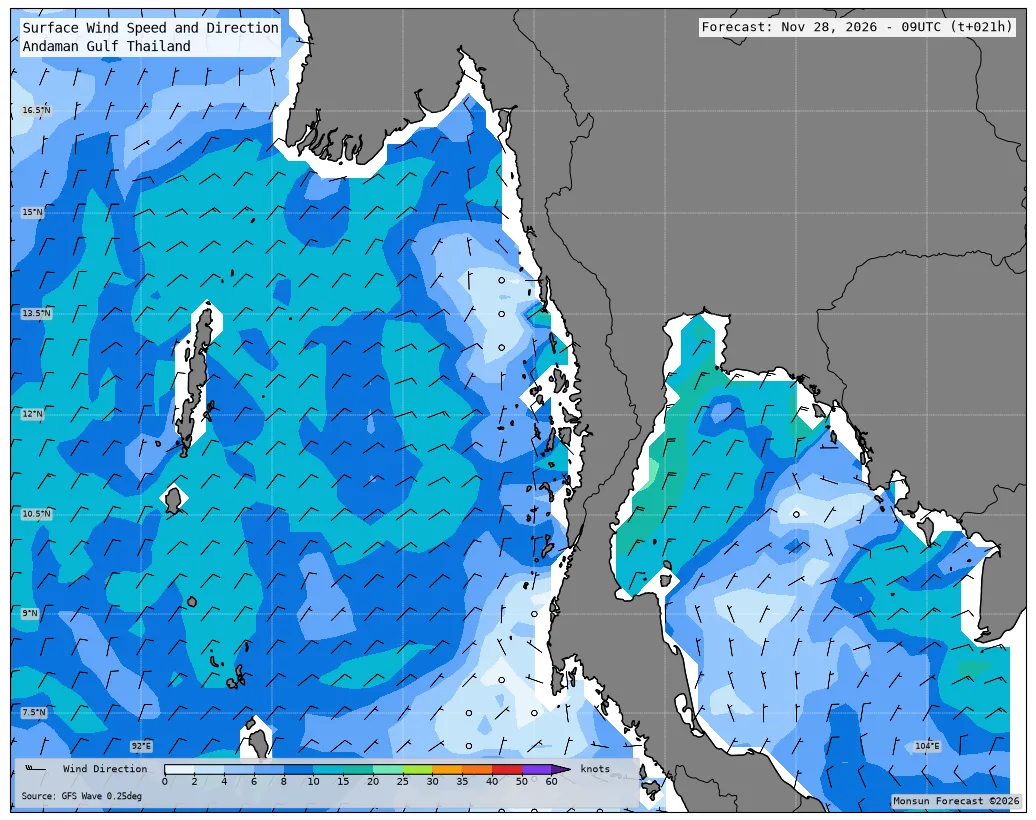 Surface Wind Speed and Direction
Andaman Gulf Thailand
Forecast: Nov 28, 2026 - 09UTC (t+021h)
16.5°N
15°N
13.5°N
12°N
10.5°N
9°N
7.5°N
92°E
104°E
Wind Direction
0 2 4 6 8 10 15 20 25 30 35 40 50 60
knots
Source: GFS Wave 0.25deg
Monsun Forecast ©2026